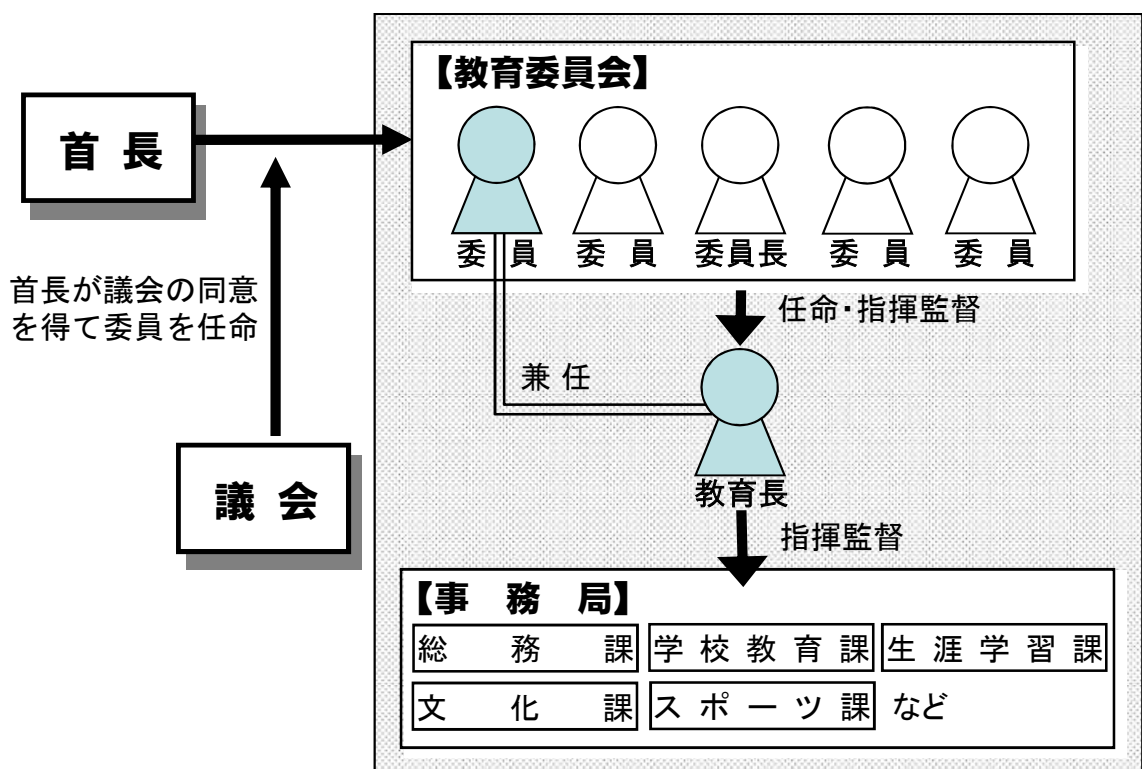 【教育委員会】
首長
委員
委員
委員長
委員
委員
首長が議会の同意
を得て委員を任命
任命・指揮監督
兼任
議会
教育長
指揮監督
【事務局】
総務課
学校教育課
生涯学習課
文化課
スポーツ課
など